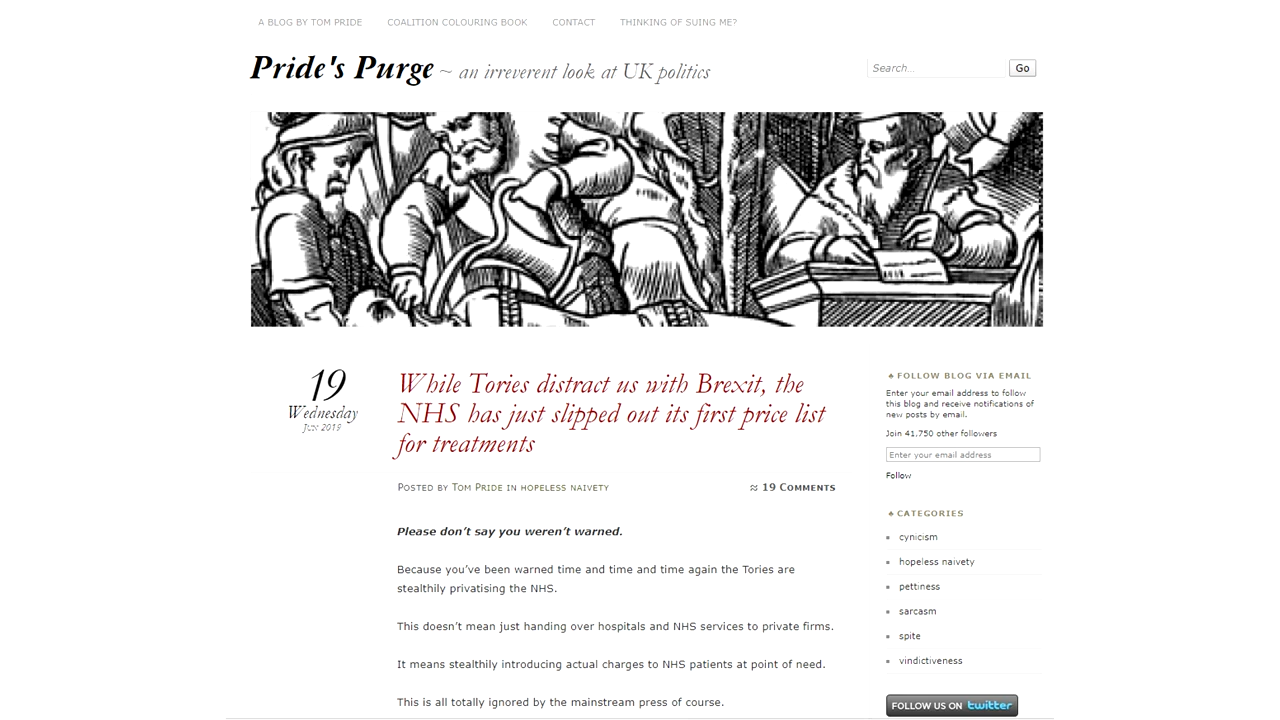 A BLOG BY TOM PRIDE COALITION COLOURING BOOK CONTACT THINKING OF SUING ME?
Pride's Purge ~ an irreverent look at UK politics
Search...
Go
19
Wednesday
Jun 2019
While Tories distract us with Brexit, the
NHS has just slipped out its first price list
for treatments
POSTED BY TOM PRIDE IN HOPELESS NAIVETY
≈ 19 COMMENTS
Please don't say you weren't warned.
Because you've been warned time and time and time again the Tories are
stealthily privatising the NHS.
This doesn't mean just handing over hospitals and NHS services to private firms.
It means stealthily introducing actual charges to NHS patients at point of need.
This is all totally ignored by the mainstream press of course.
♣ FOLLOW BLOG VIA EMAIL
Enter your email address to follow
this blog and receive notifications of
new posts by email.
Join 41,750 other followers
Enter your email address
Follow
♣ CATEGORIES
cynicism
hopeless naivety
pettiness
sarcasm
spite
vindictiveness
FOLLOW US ON twitter